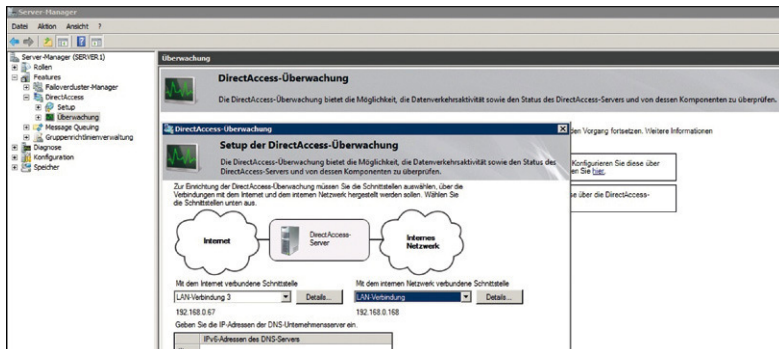 Server-Manager
Datei Aktion Ansicht ?
Server-Manager (SERVER1)
Rollen
Features
Failovercluster-Manager
DirectAccess
Setup
Überwachung
Message Queuing
Gruppenrichtlinienverwaltung
Diagnose
Konfiguration
Speicher
Überwachung
DirectAccess-Überwachung
Die DirectAccess-Überwachung bietet die Möglichkeit, die Datenverkehrsaktivität sowie den Status des DirectAccess-Servers und von dessen Komponenten zu überprüfen.
den Vorgang fortsetzen. Weitere Informationen
Konfigurieren Sie diese über
en Sie hier.
se über die DirectAccess-
DirectAccess-Überwachung
Setup der DirectAccess-Überwachung
Die DirectAccess-Überwachung bietet die Möglichkeit, die Datenverkehrsaktivität sowie den Status des
DirectAccess-Servers und von dessen Komponenten zu überprüfen.
Zur Einrichtung der DirectAccess-Überwachung müssen Sie die Schnittstellen auswählen, über die
Verbindungen mit dem Internet und dem internen Netzwerk hergestellt werden sollen. Wählen Sie
die Schnittstellen unten aus.
Internet
DirectAccess-
Server
Internes
Netzwerk
Mit dem Internet verbundene Schnittstelle
LAN-Verbindung 3
Details...
192.168.0.67
Mit dem internen Netzwerk verbundene Schnittstelle
LAN-Verbindung
Details...
192.168.0.168
Geben Sie die IP-Adressen der DNS-Unternehmensserver ein.
IPv6-Adressen des DNS-Servers